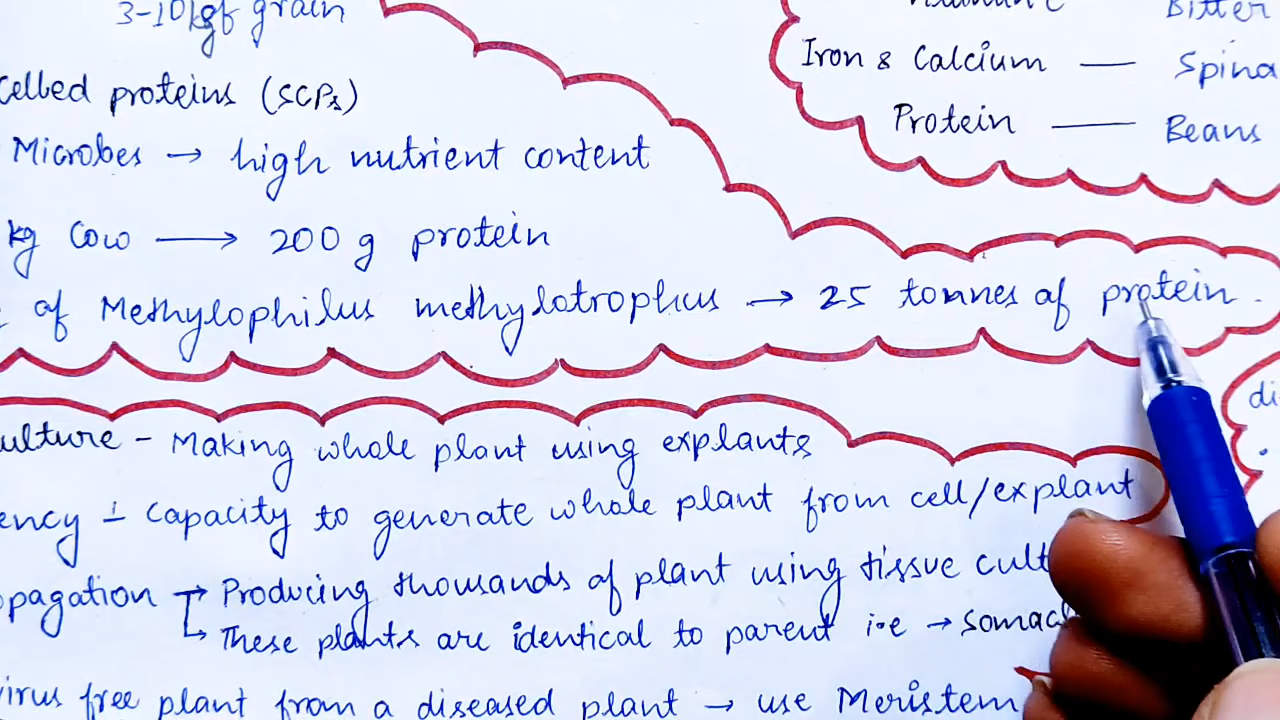 3-10 kg of grain
Celled proteins (SCPs)
Microbes → high nutrient content
kg Cow → 200 g protein
of Methylophilus methylotrophus → 25 tonnes of protein.
Bitter
Iron & Calcium — Spina
Protein — Beans
ulture - Making whole plant using explants
ency - Capacity to generate whole plant from cell/explant
opagation → Producing thousands of plant using tissue cult
→ These plants are identical to parent i.e → Somacl
virus free plant from a diseased plant → use Meristem
di